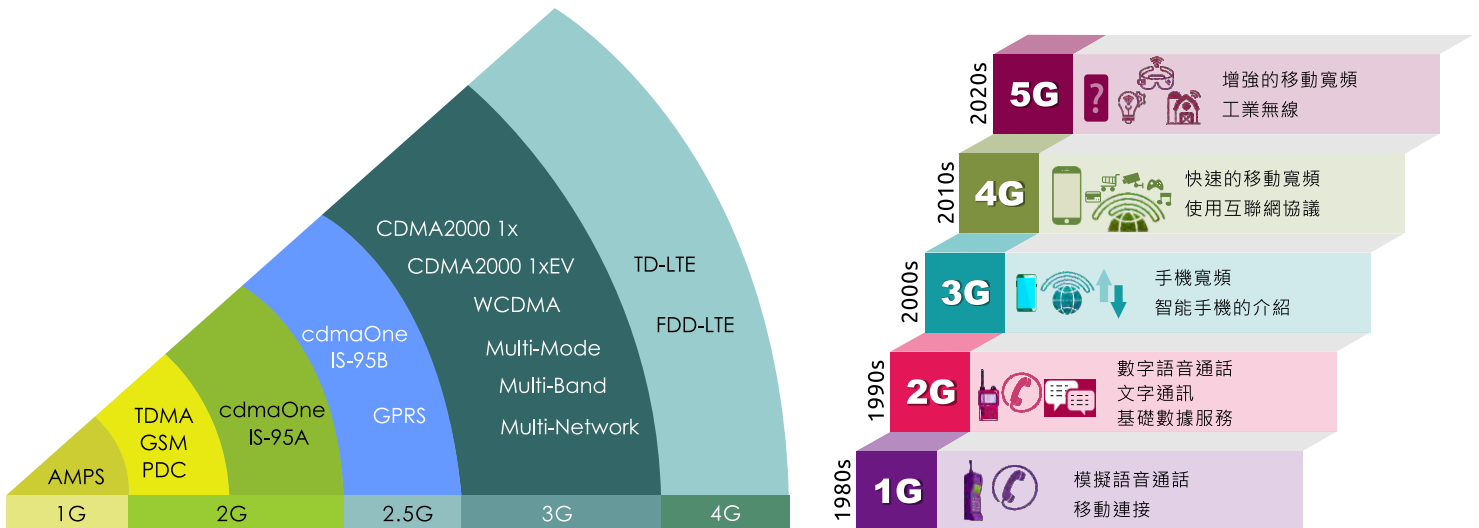 AMPS
TDMA
GSM
PDC
cdmaOne
IS-95A
cdmaOne
IS-95B
GPRS
CDMA2000 1x
CDMA2000 1xEV
WCDMA
Multi-Mode
Multi-Band
Multi-Network
TD-LTE
FDD-LTE
1G
2G
2.5G
3G
4G
2020s
5G
?
增強的移動寬頻
工業無線
2010s
4G
快速的移動寬頻
使用互聯網協議
2000s
3G
手機寬頻
智能手機的介紹
1990s
2G
數字語音通話
文字通訊
基礎數據服務
1980s
1G
模擬語音通話
移動連接